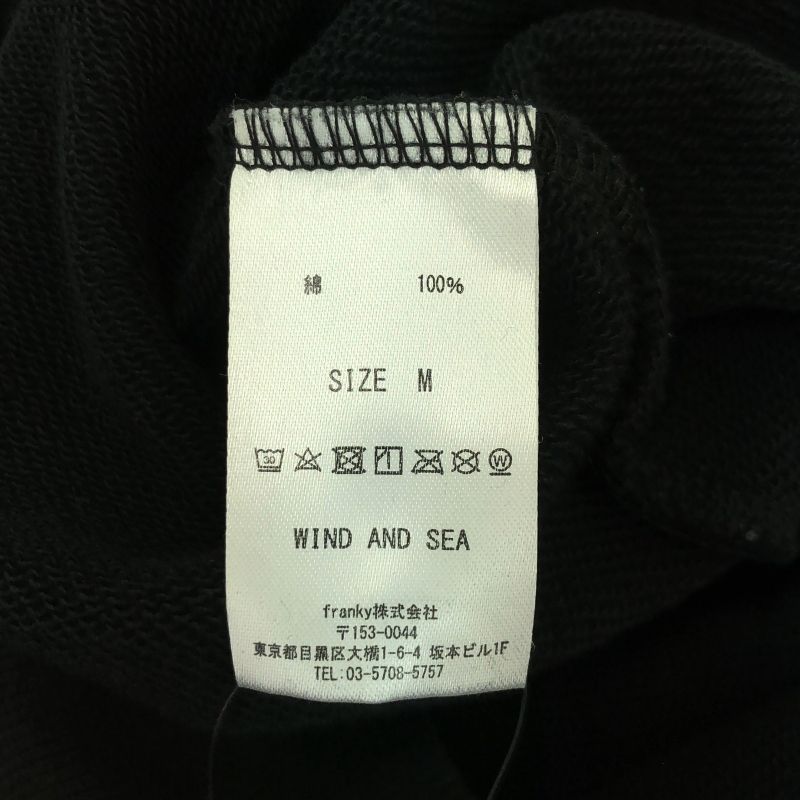 綿 100%
SIZE M
30 W
WIND AND SEA
franky株式会社
〒153-0044
東京都目黒区大橋1-6-4 坂本ビル1F
TEL:03-5708-5757